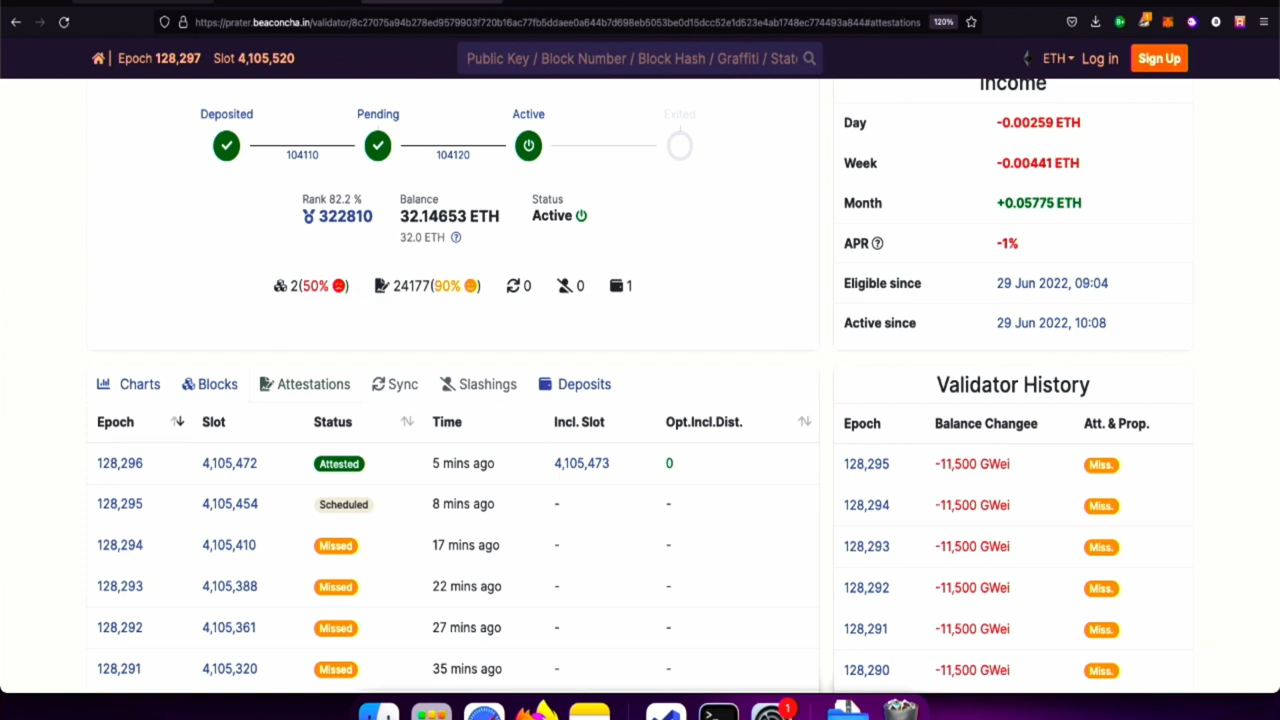 https://prater.beaconcha.in/validator/8c27075a94b278ed9579903f720b16ac77fb5ddaee0a644b7d698eb5053be0d15dcc52e1d523e4ab1748ec774493a844#attestations 120%
Epoch 128,297 Slot 4,105,520 Public Key / Block Number / Block Hash / Graffiti / State ETH Log in Sign Up
Deposited Pending Active Exited
104110 104120
Rank 82.2 % Balance Status
322810 32.14653 ETH Active
32.0 ETH
2(50% ) 24177(90% ) 0 0 1
Income
Day -0.00259 ETH
Week -0.00441 ETH
Month +0.05775 ETH
APR -1%
Eligible since 29 Jun 2022, 09:04
Active since 29 Jun 2022, 10:08
Charts Blocks Attestations Sync Slashings Deposits
Epoch Slot Status Time Incl. Slot Opt.Incl.Dist.
128,296 4,105,472 Attested 5 mins ago 4,105,473 0
128,295 4,105,454 Scheduled 8 mins ago - -
128,294 4,105,410 Missed 17 mins ago - -
128,293 4,105,388 Missed 22 mins ago - -
128,292 4,105,361 Missed 27 mins ago - -
128,291 4,105,320 Missed 35 mins ago - -
Validator History
Epoch Balance Changee Att. & Prop.
128,295 -11,500 GWei Miss.
128,294 -11,500 GWei Miss.
128,293 -11,500 GWei Miss.
128,292 -11,500 GWei Miss.
128,291 -11,500 GWei Miss.
128,290 -11,500 GWei Miss.
1